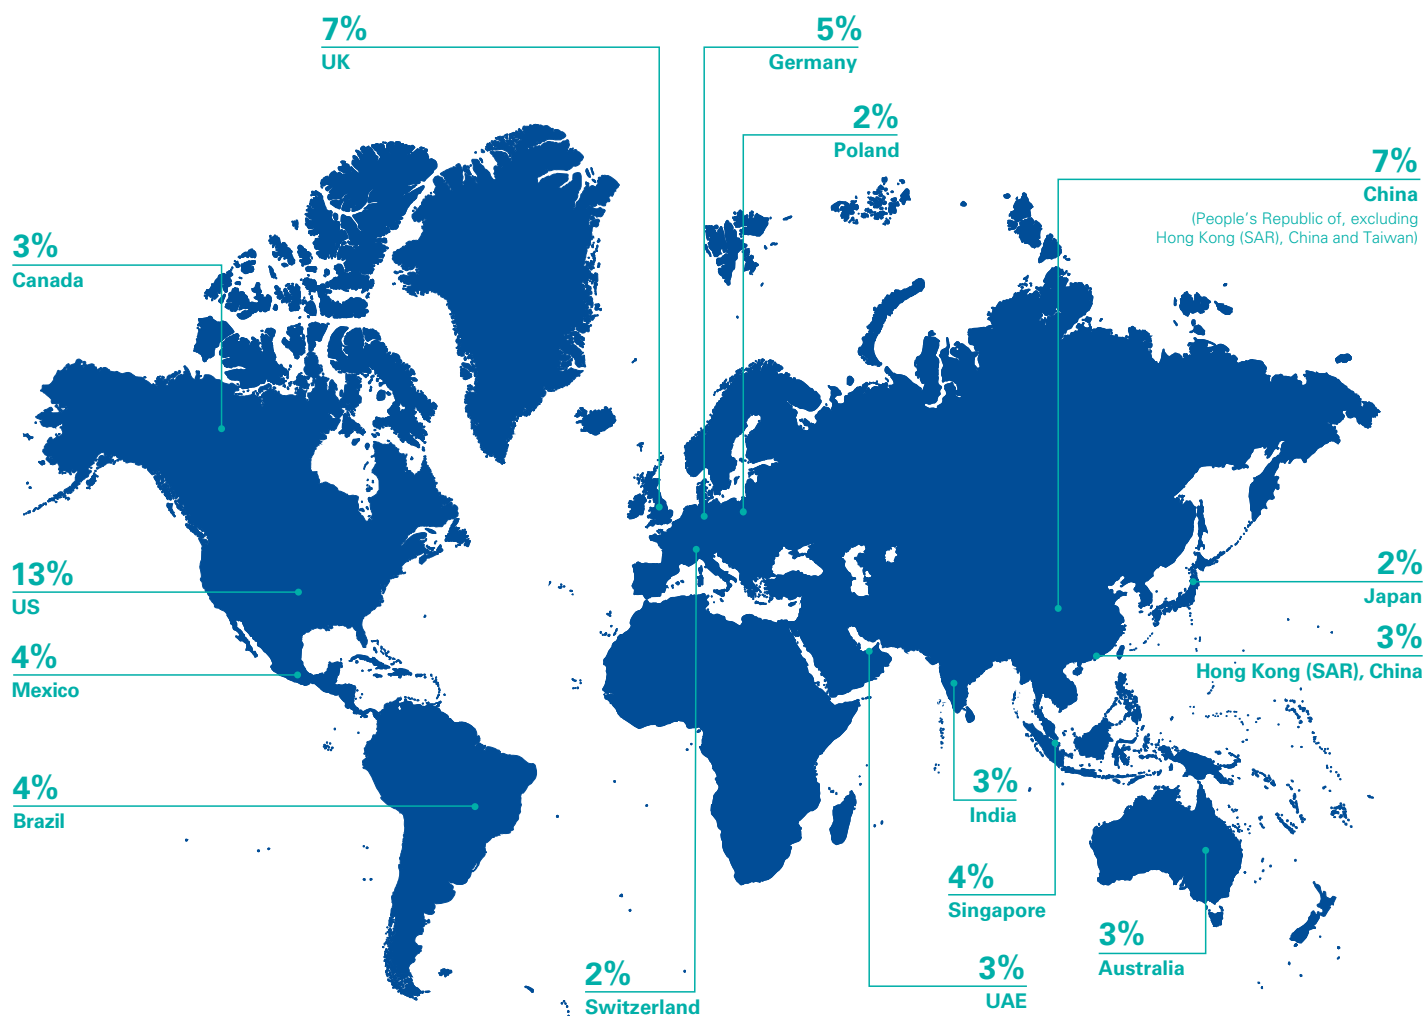 7%
UK
5%
Germany
2%
Poland
7%
China
(People's Republic of, excluding
Hong Kong (SAR), China and Taiwan)
3%
Canada
13%
US
4%
Mexico
4%
Brazil
2%
Japan
3%
Hong Kong (SAR), China
3%
India
4%
Singapore
3%
Australia
3%
UAE
2%
Switzerland